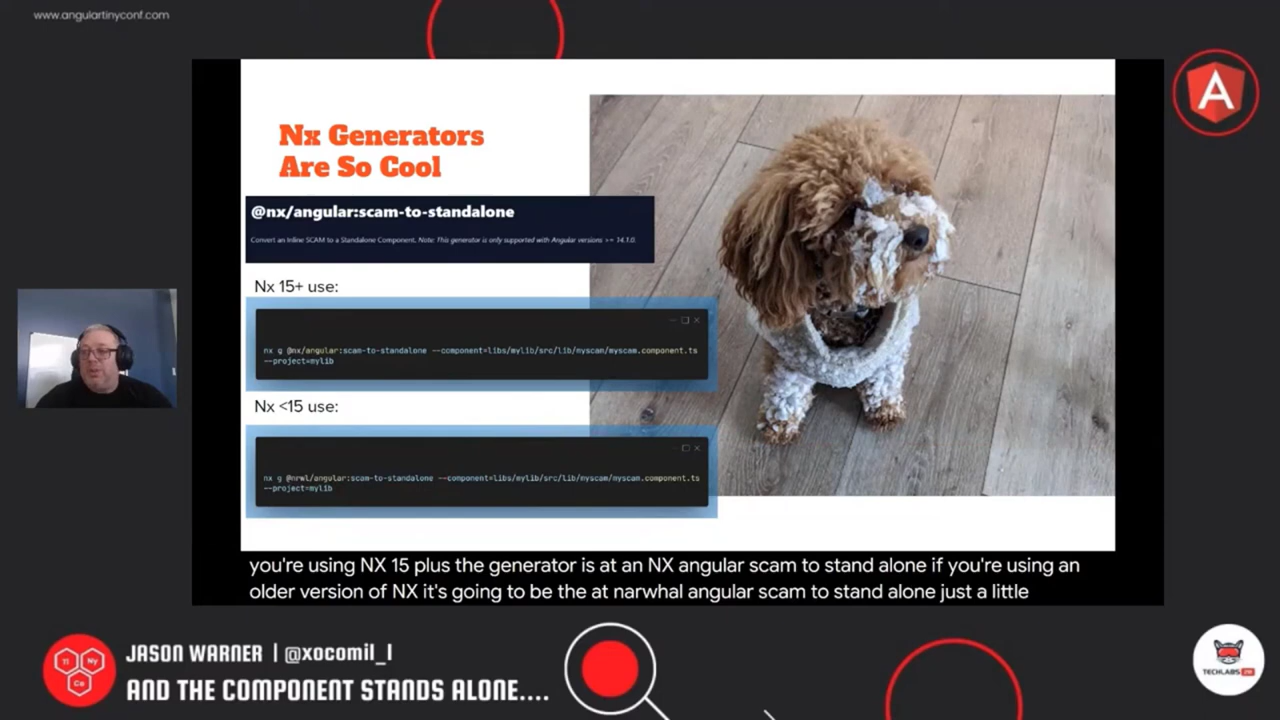 www.angulartinyconf.com
A
Nx Generators
Are So Cool
@nx/angular:scam-to-standalone
Convert an Inline SCAM to a Standalone Component. Note: This generator is only supported with Angular versions >= 14.1.0.
Nx 15+ use:
nx g @nx/angular:scam-to-standalone --component=libs/mylib/src/lib/myscam/myscam.component.ts
--project=mylib
Nx <15 use:
nx g @nrwl/angular:scam-to-standalone --component=libs/mylib/src/lib/myscam/myscam.component.ts
--project=mylib
you're using NX 15 plus the generator is at an NX angular scam to stand alone if you're using an
older version of NX it's going to be the at narwhal angular scam to stand alone just a little
11 Ny
Co
JASON WARNER | @xocomil_1
AND THE COMPONENT STANDS ALONE....
TECHLABS